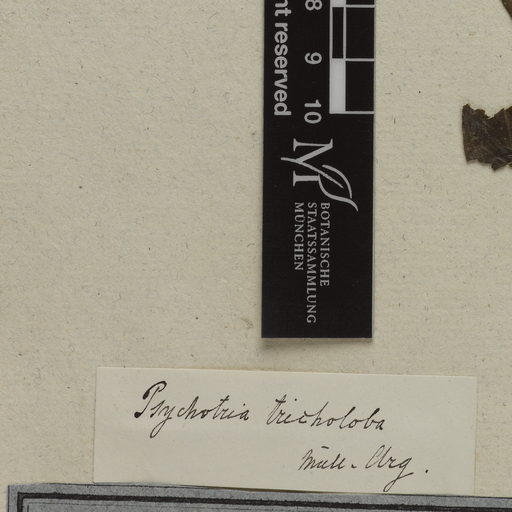 nt reserved
8 9 10
BOTANISCHE
STAATSSAMMLUNG
MÜNCHEN
Psychotria tricholoba
Müll-Arg.